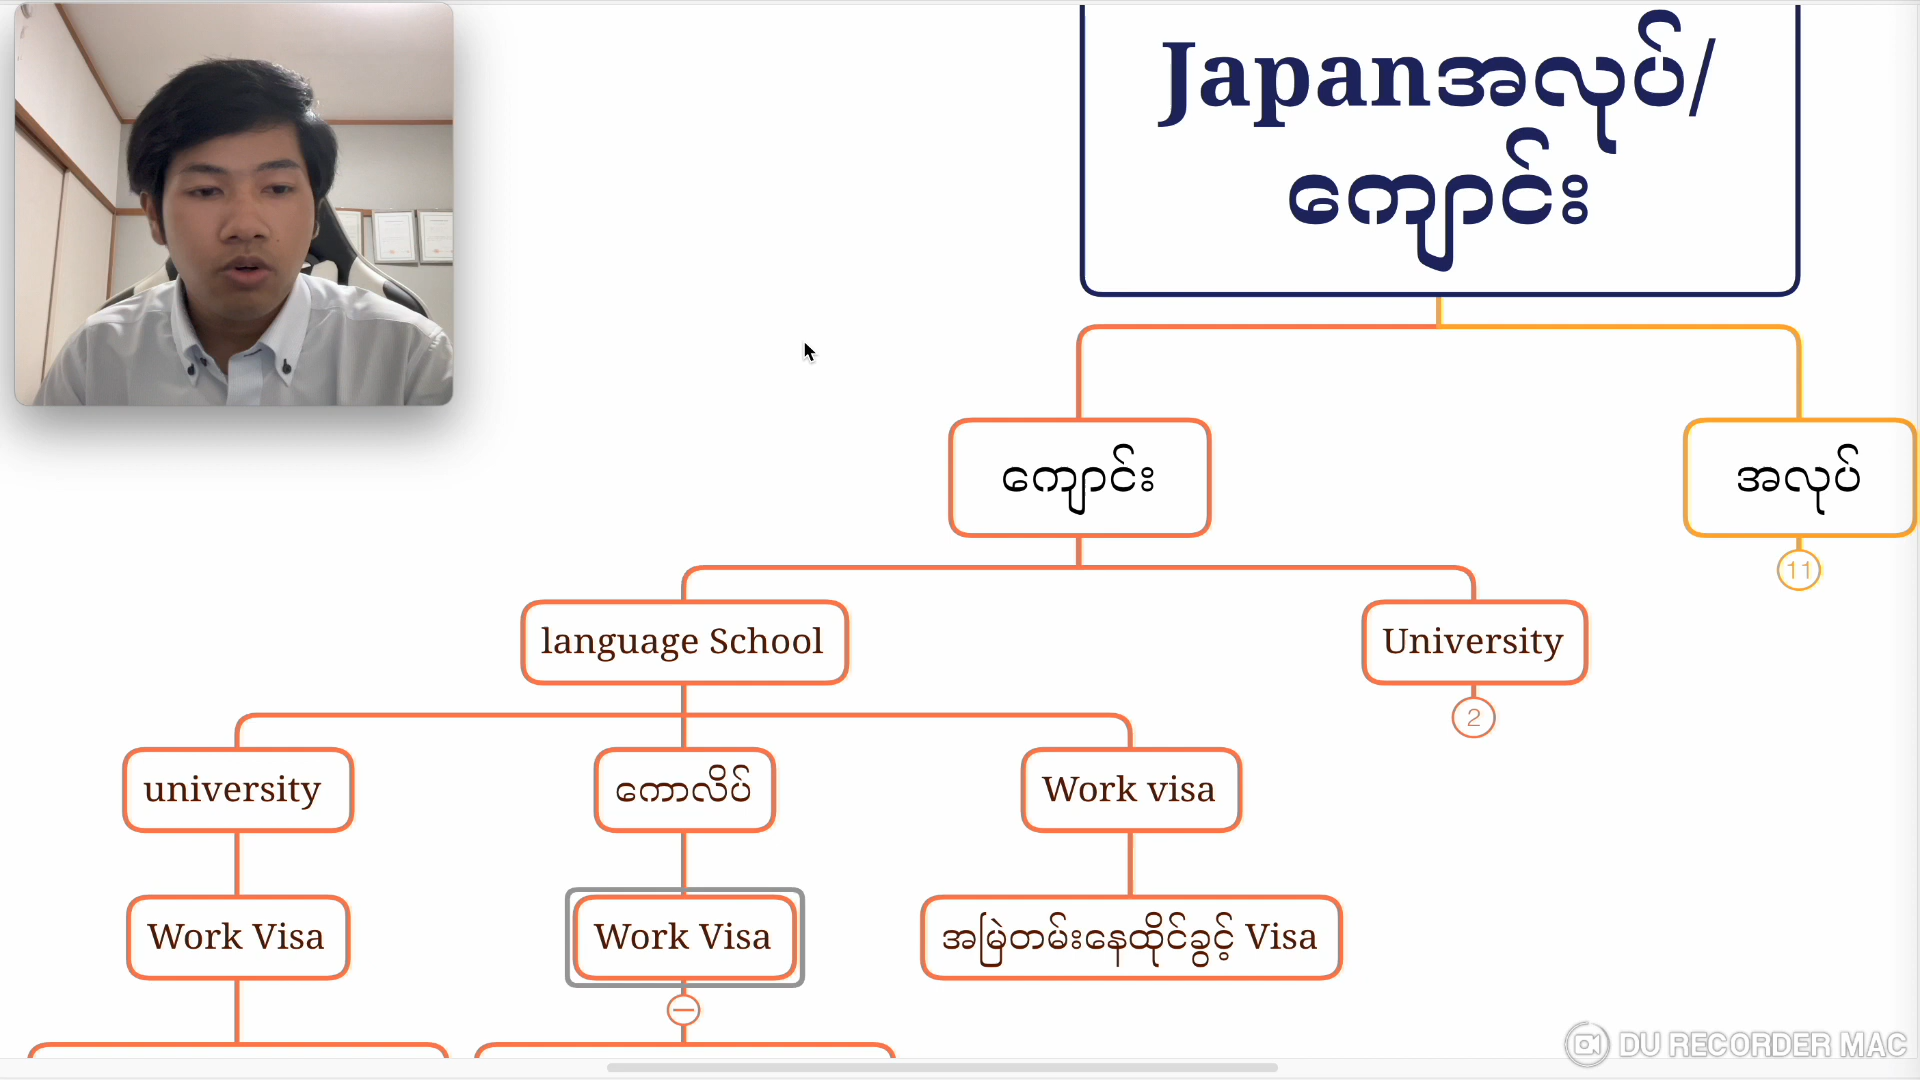 Japanအလုပ်/
ကျောင်း
ကျောင်း
အလုပ်
11
language School
University
2
university
ကောလိပ်
Work visa
Work Visa
Work Visa
အမြဲတမ်းနေထိုင်ခွင့် Visa
DU RECORDER MAC